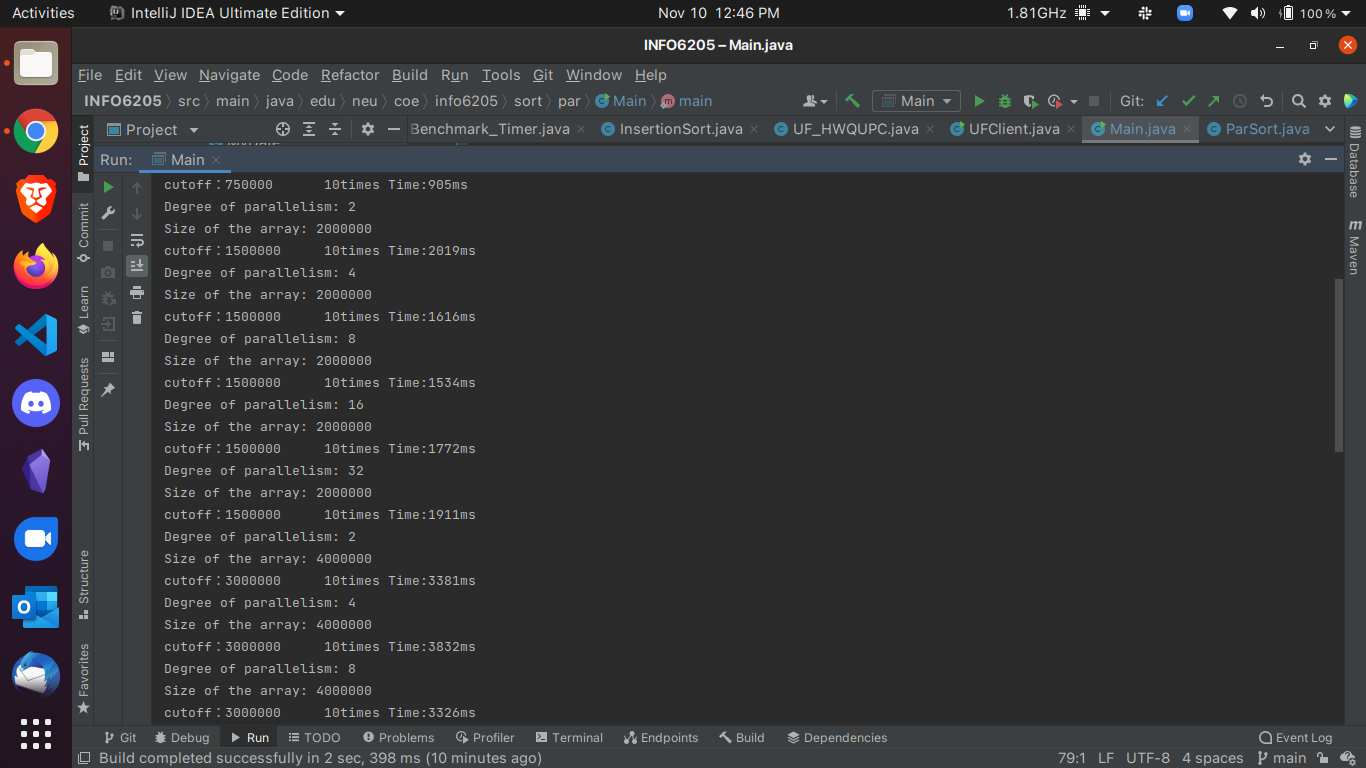 Activities IntelliJ IDEA Ultimate Edition Nov 10 12:46 PM 1.81GHz 100%
INFO6205 – Main.java
File Edit View Navigate Code Refactor Build Run Tools Git Window Help
INFO6205 src main java edu neu coe info6205 sort par Main main Main Git:
Project Benchmark_Timer.java InsertionSort.java UF_HWQUPC.java UFClient.java Main.java ParSort.java
Run: Main
cutoff:750000 10times Time:905ms
Degree of parallelism: 2
Size of the array: 2000000
cutoff:1500000 10times Time:2019ms
Degree of parallelism: 4
Size of the array: 2000000
cutoff:1500000 10times Time:1616ms
Degree of parallelism: 8
Size of the array: 2000000
cutoff:1500000 10times Time:1534ms
Degree of parallelism: 16
Size of the array: 2000000
cutoff:1500000 10times Time:1772ms
Degree of parallelism: 32
Size of the array: 2000000
cutoff:1500000 10times Time:1911ms
Degree of parallelism: 2
Size of the array: 4000000
cutoff:3000000 10times Time:3381ms
Degree of parallelism: 4
Size of the array: 4000000
cutoff:3000000 10times Time:3832ms
Degree of parallelism: 8
Size of the array: 4000000
cutoff:3000000 10times Time:3326ms
Project
Commit
Learn
Pull Requests
Structure
Favorites
Database
Maven
Git Debug Run TODO Problems Profiler Terminal Endpoints Build Dependencies Event Log
Build completed successfully in 2 sec, 398 ms (10 minutes ago) 79:1 LF UTF-8 4 spaces main